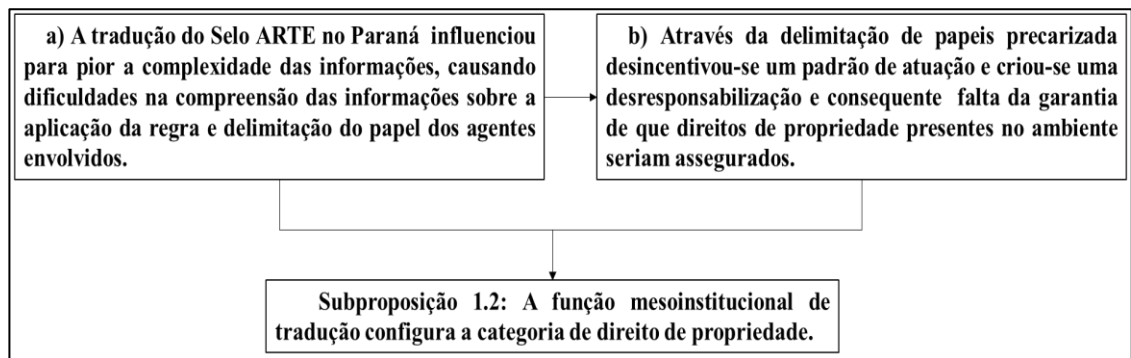 a) A tradução do Selo ARTE no Paraná influenciou
para pior a complexidade das informações, causando
dificuldades na compreensão das informações sobre a
aplicação da regra e delimitação do papel dos agentes
envolvidos.
b) Através da delimitação de papeis precarizada
desincentivou-se um padrão de atuação e criou-se uma
desresponsabilização e consequente falta da garantia
de que direitos de propriedade presentes no ambiente
seriam assegurados.
Subproposição 1.2: A função mesoinstitucional de
tradução configura a categoria de direito de propriedade.